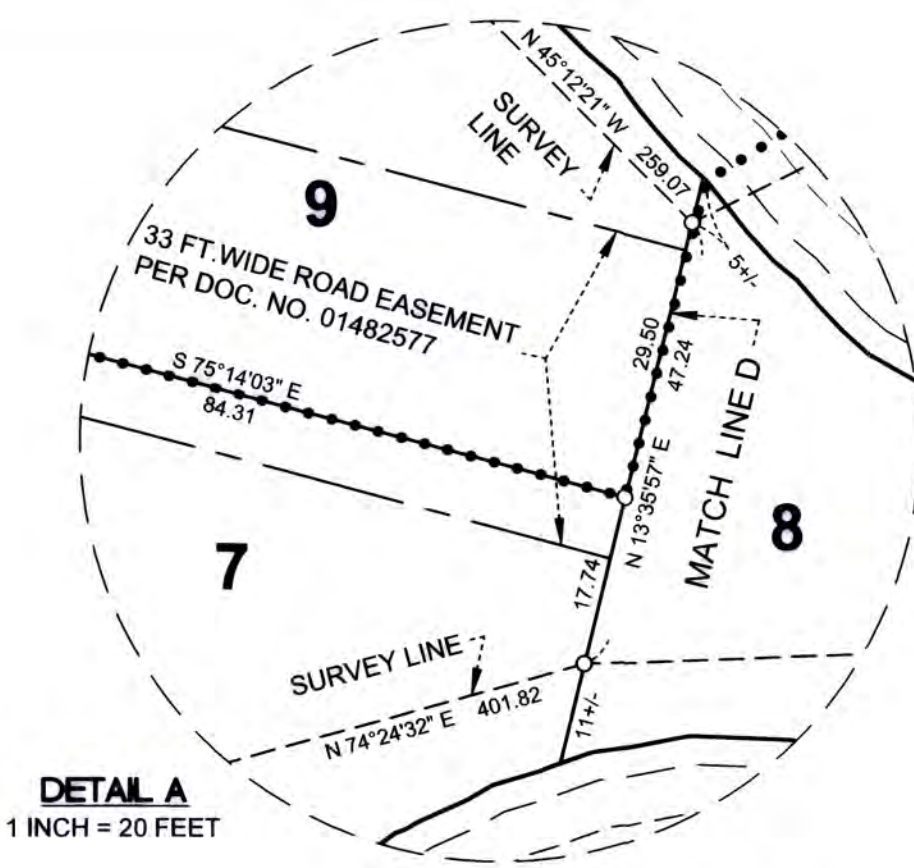 N 45°12'21" W
259.07
SURVEY
LINE
9
33 FT.WIDE ROAD EASEMENT
PER DOC. NO. 01482577
5+/-
29.50
47.24
S 75°14'03" E
84.31
N 13°35'57" E
MATCH LINE D
8
7
17.74
SURVEY LINE
N 74°24'32" E 401.82
11+/-
DETAIL A
1 INCH = 20 FEET